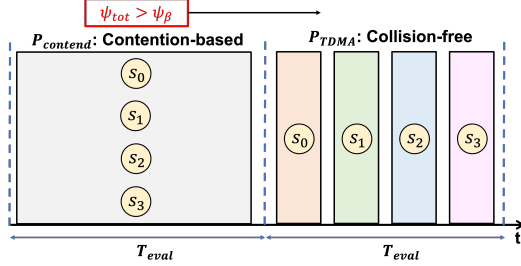 ψ_tot > ψ_β
P_contend: Contention-based
P_TDMA: Collision-free
s_0
s_1
s_2
s_3
s_0
s_1
s_2
s_3
t
T_eval
T_eval